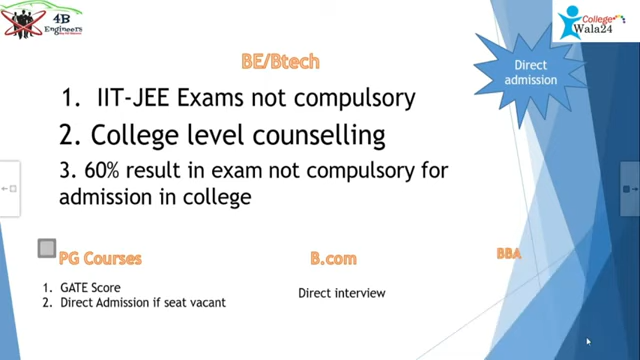 4B
Engineers
College
Wala24
BE/Btech
Direct
admission
1. IIT-JEE Exams not compulsory
2. College level counselling
3. 60% result in exam not compulsory for
admission in college
PG Courses
B.com
BBA
1. GATE Score
2. Direct Admission if seat vacant
Direct interview